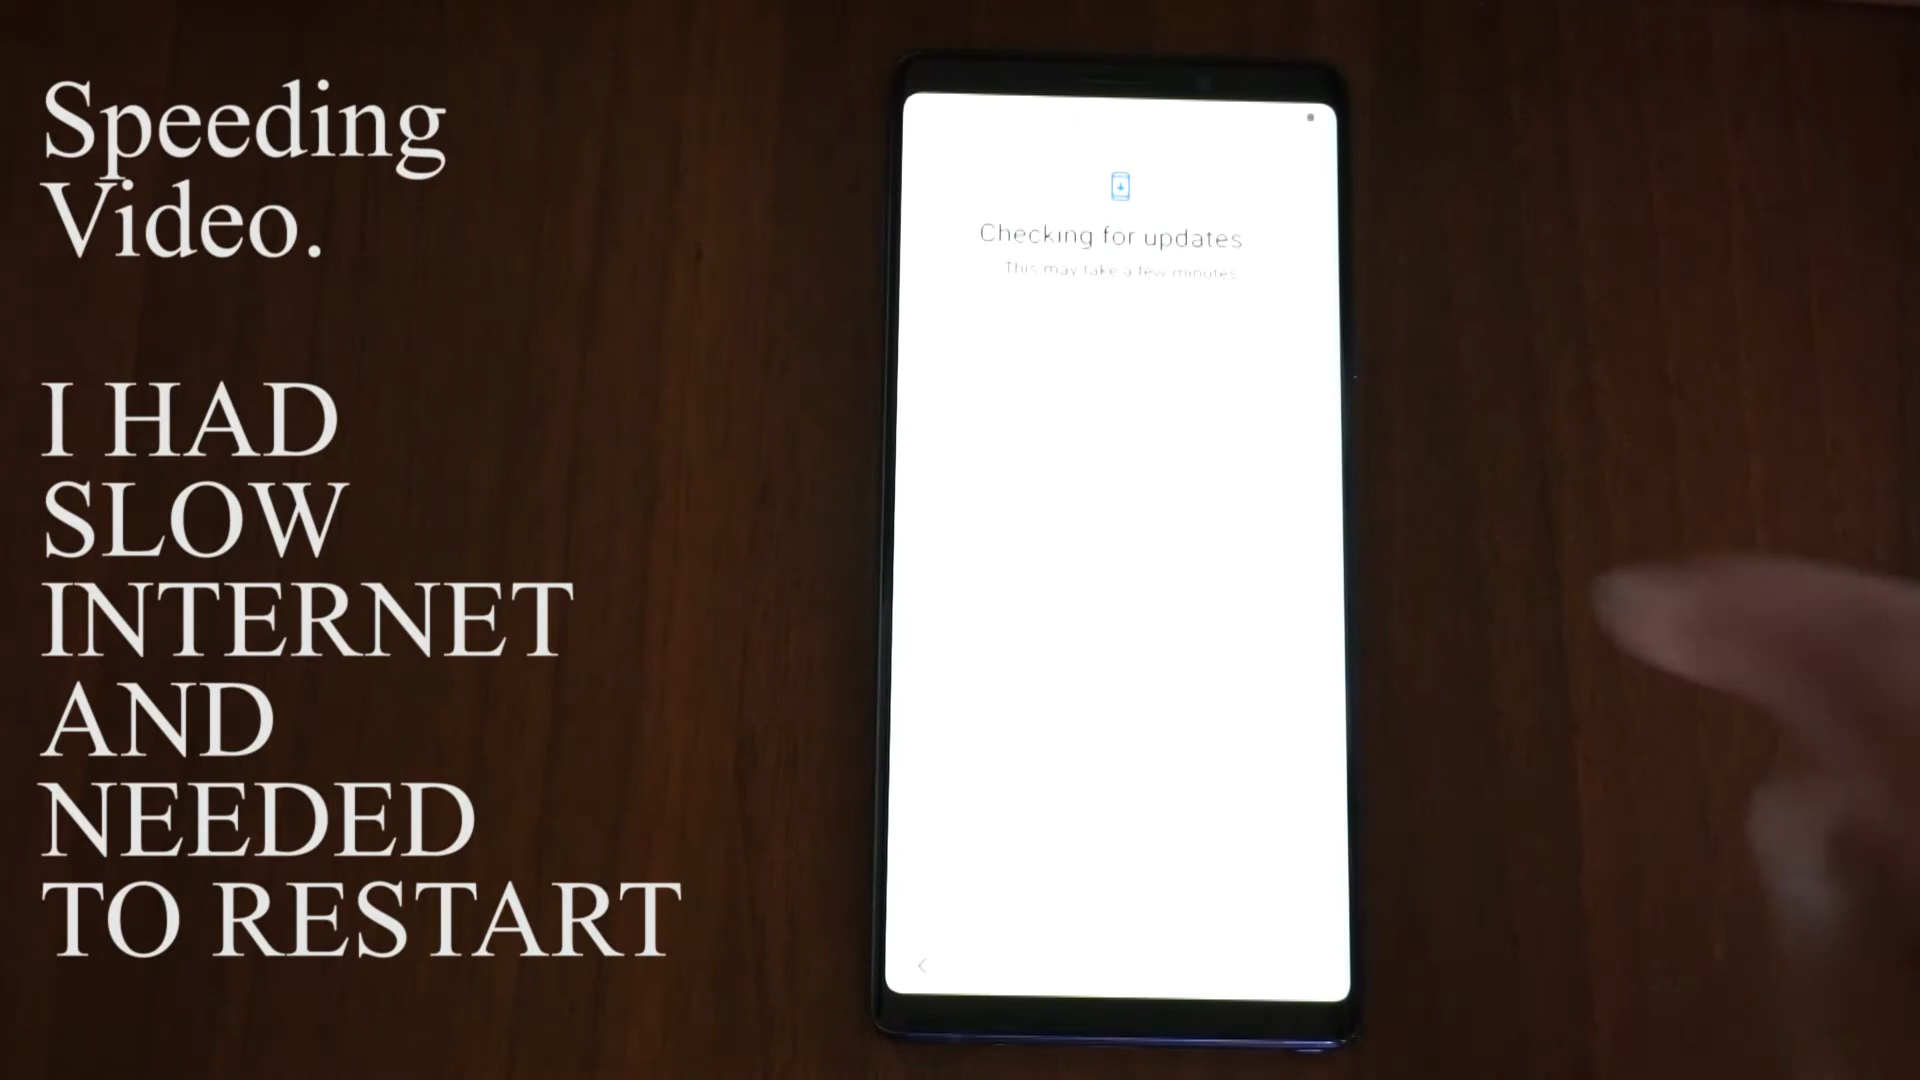 Speeding
Video.
I HAD
SLOW
INTERNET
AND
NEEDED
TO RESTART
Checking for updates
This may take a few minutes